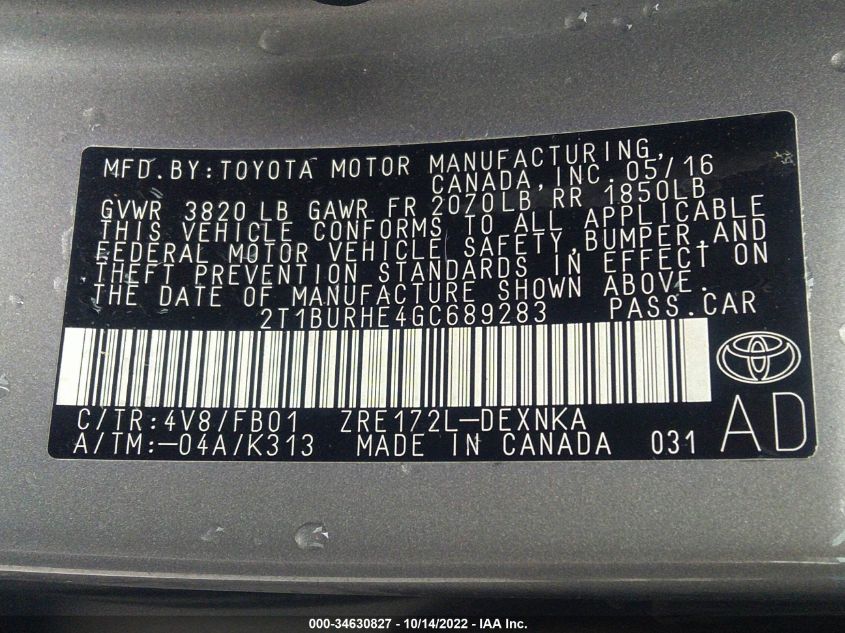 MFD.BY:TOYOTA MOTOR MANUFACTURING,
CANADA,INC.05/16
GVWR 3820 LB GAWR FR 2070LB RR 1850LB
THIS VEHICLE CONFORMS TO ALL APPLICABLE
FEDERAL MOTOR VEHICLE SAFETY,BUMPER,AND
THEFT PREVENTION STANDARDS IN EFFECT ON
THE DATE OF MANUFACTURE SHOWN ABOVE.
2T1BURHE4GC689283 PASS.CAR
C/TR:4V8/FB01 ZRE172L-DEXNKA
A/TM:-04A/K313 MADE IN CANADA 031
AD
000-34630827 - 10/14/2022 - IAA Inc.